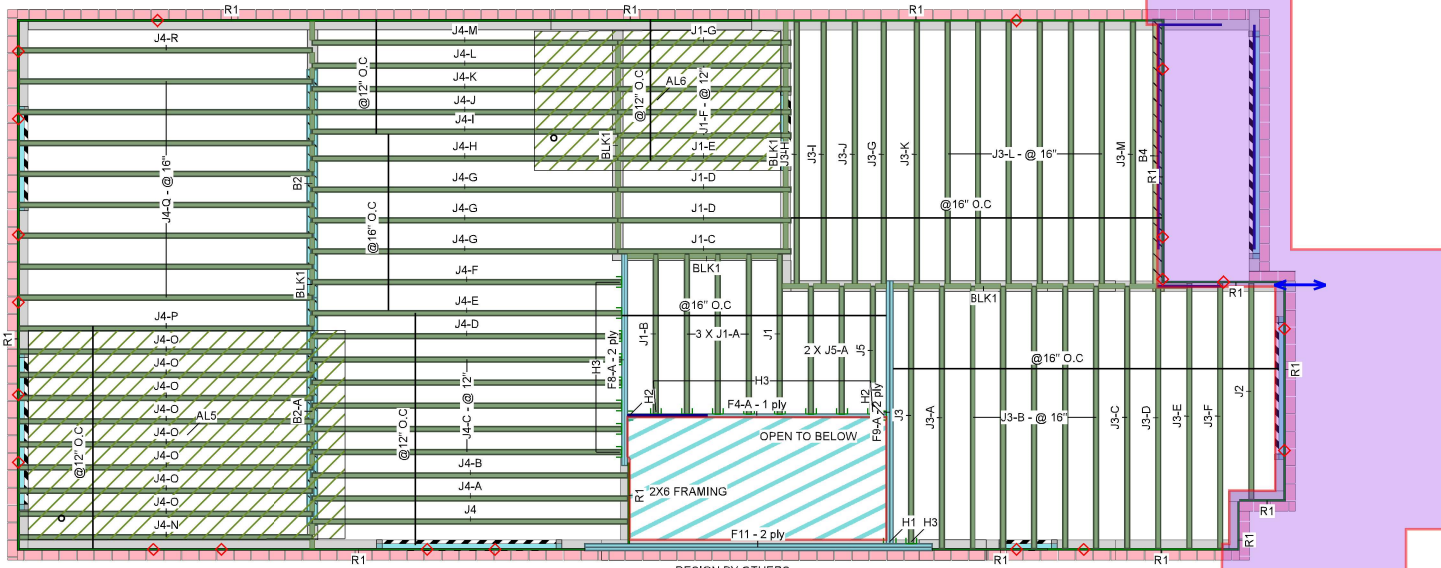 R1
R1
R1
J4-R
J4-M
J1-G
J4-L
J4-K
AL6
J4-J
J4-I
@12" O.C
@12" O.C
J1-F - @ 12"
J4-H
J1-E
BLK1
BLK1
J3-H
J3-I
J3-J
J3-G
J3-K
J3-L - @ 16"
J3-M
B4
R1
J4-Q - @ 16"
B2
J4-G
J1-D
J4-G
J1-D
@16" O.C
@16" O.C
J4-G
J1-C
J4-F
BLK1
BLK1
J4-E
@16" O.C
BLK1
R1
J4-P
J4-D
J4-O
J4-O
J4-O
J4-O
J4-O
J4-O
J4-O
J4-O
J4-N
AL5
@12" O.C
B2-A
R1
J4-C - @ 12"
@12" O.C
J4-B
J4-A
J4
H3
F8-A - 2 ply
J1-B
3 X J1-A
J1
2 X J5-A
J5
H3
H2
H2
F4-A - 1 ply
F9-A - 2 ply
OPEN TO BELOW
2X6 FRAMING
R1
F11 - 2 ply
J3
J3-A
@16" O.C
J3-B - @ 16"
J3-C
J3-D
J3-E
J3-F
J2
R1
R1
R1
H1
H3
R1
R1
R1
DESIGN BY OTHERS